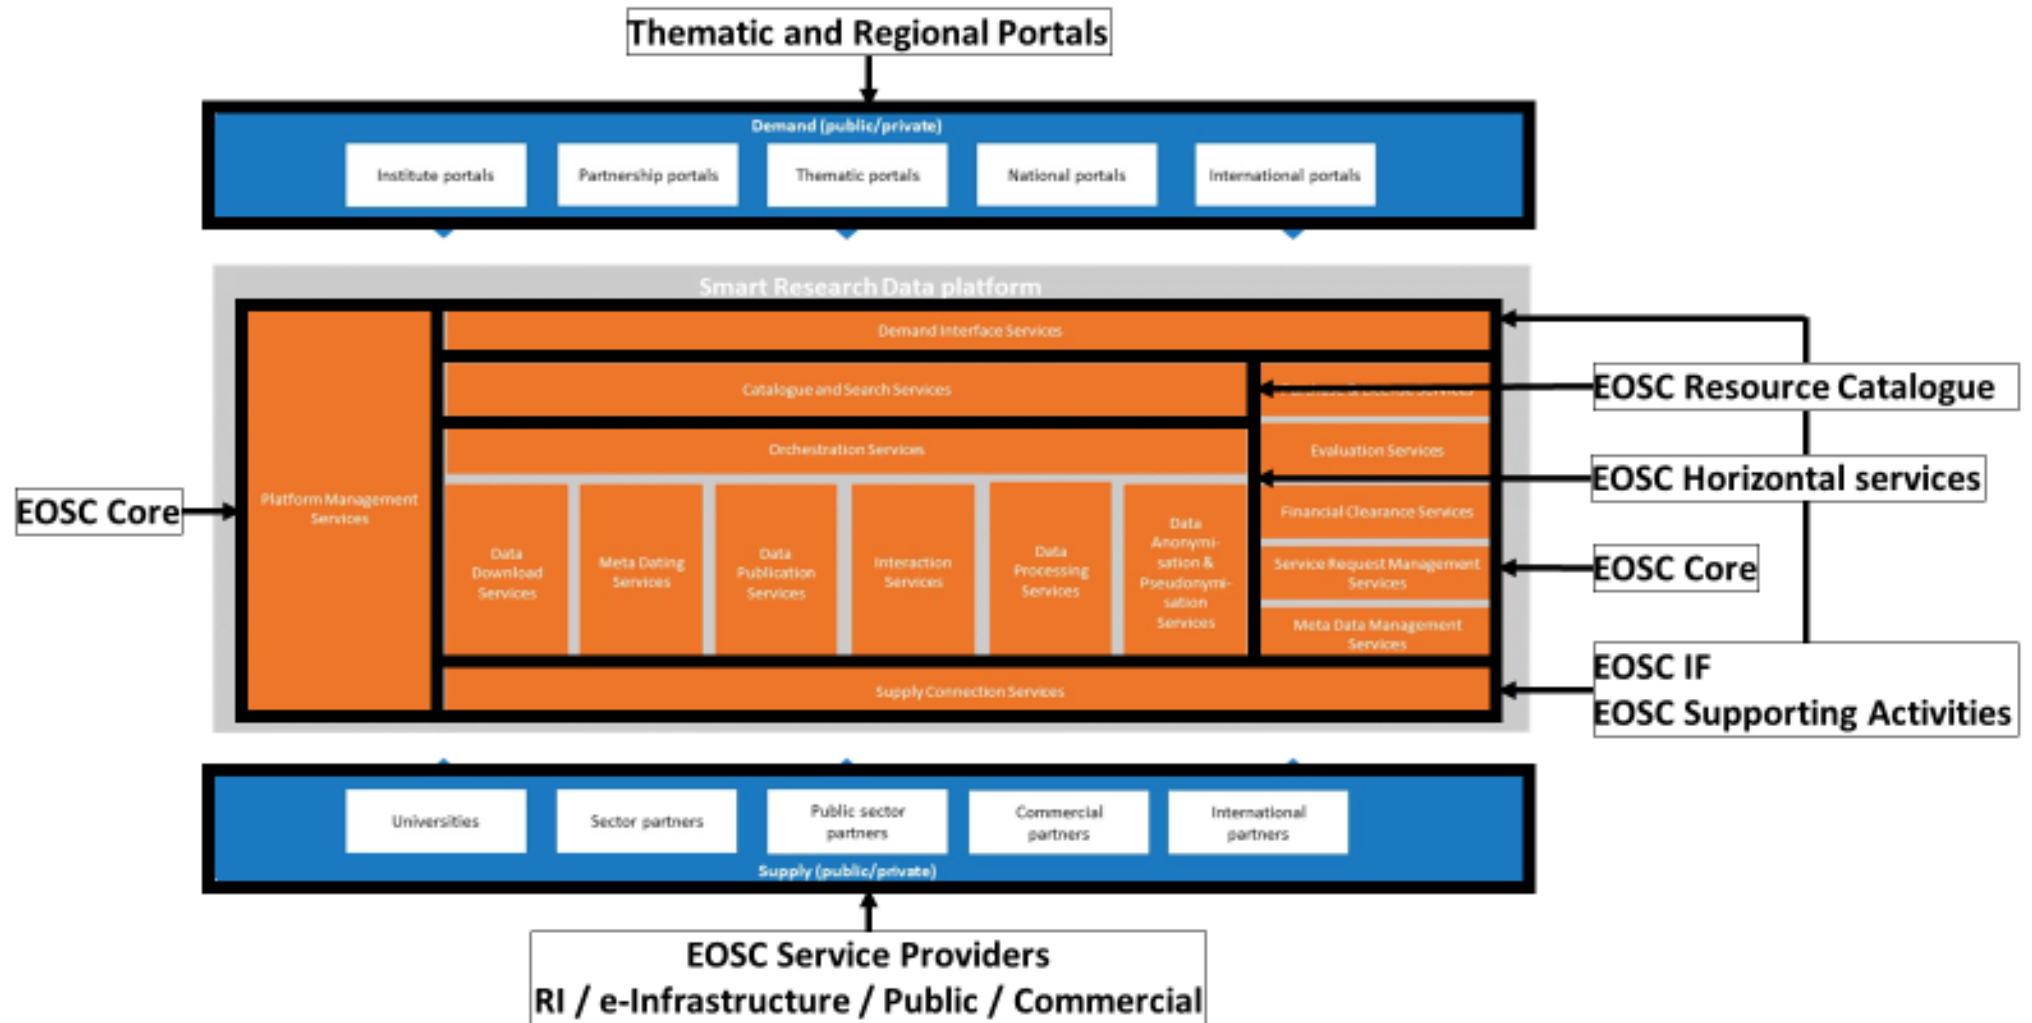 Thematic and Regional Portals
Demand (public/private)
Institute portals
Partnership portals
Thematic portals
National portals
International portals
Smart Research Data platform
Demand Interface Services
Catalogue and Search Services
EOSC Resource Catalogue
Orchestration Services
Evaluation Services
EOSC Horizontal services
Platform Management
Services
EOSC Core
Financial Clearance Services
Data
Download
Services
Meta Dating
Services
Data
Publication
Services
Interaction
Services
Data
Processing
Services
Data
Anonymi-
sation &
Pseudonymi-
sation
Services
Service Request Management
Services
EOSC Core
Meta Data Management
Services
Supply Connection Services
EOSC IF
EOSC Supporting Activities
Universities
Sector partners
Public sector
partners
Commercial
partners
International
partners
Supply (public/private)
EOSC Service Providers
RI / e-Infrastructure / Public / Commercial